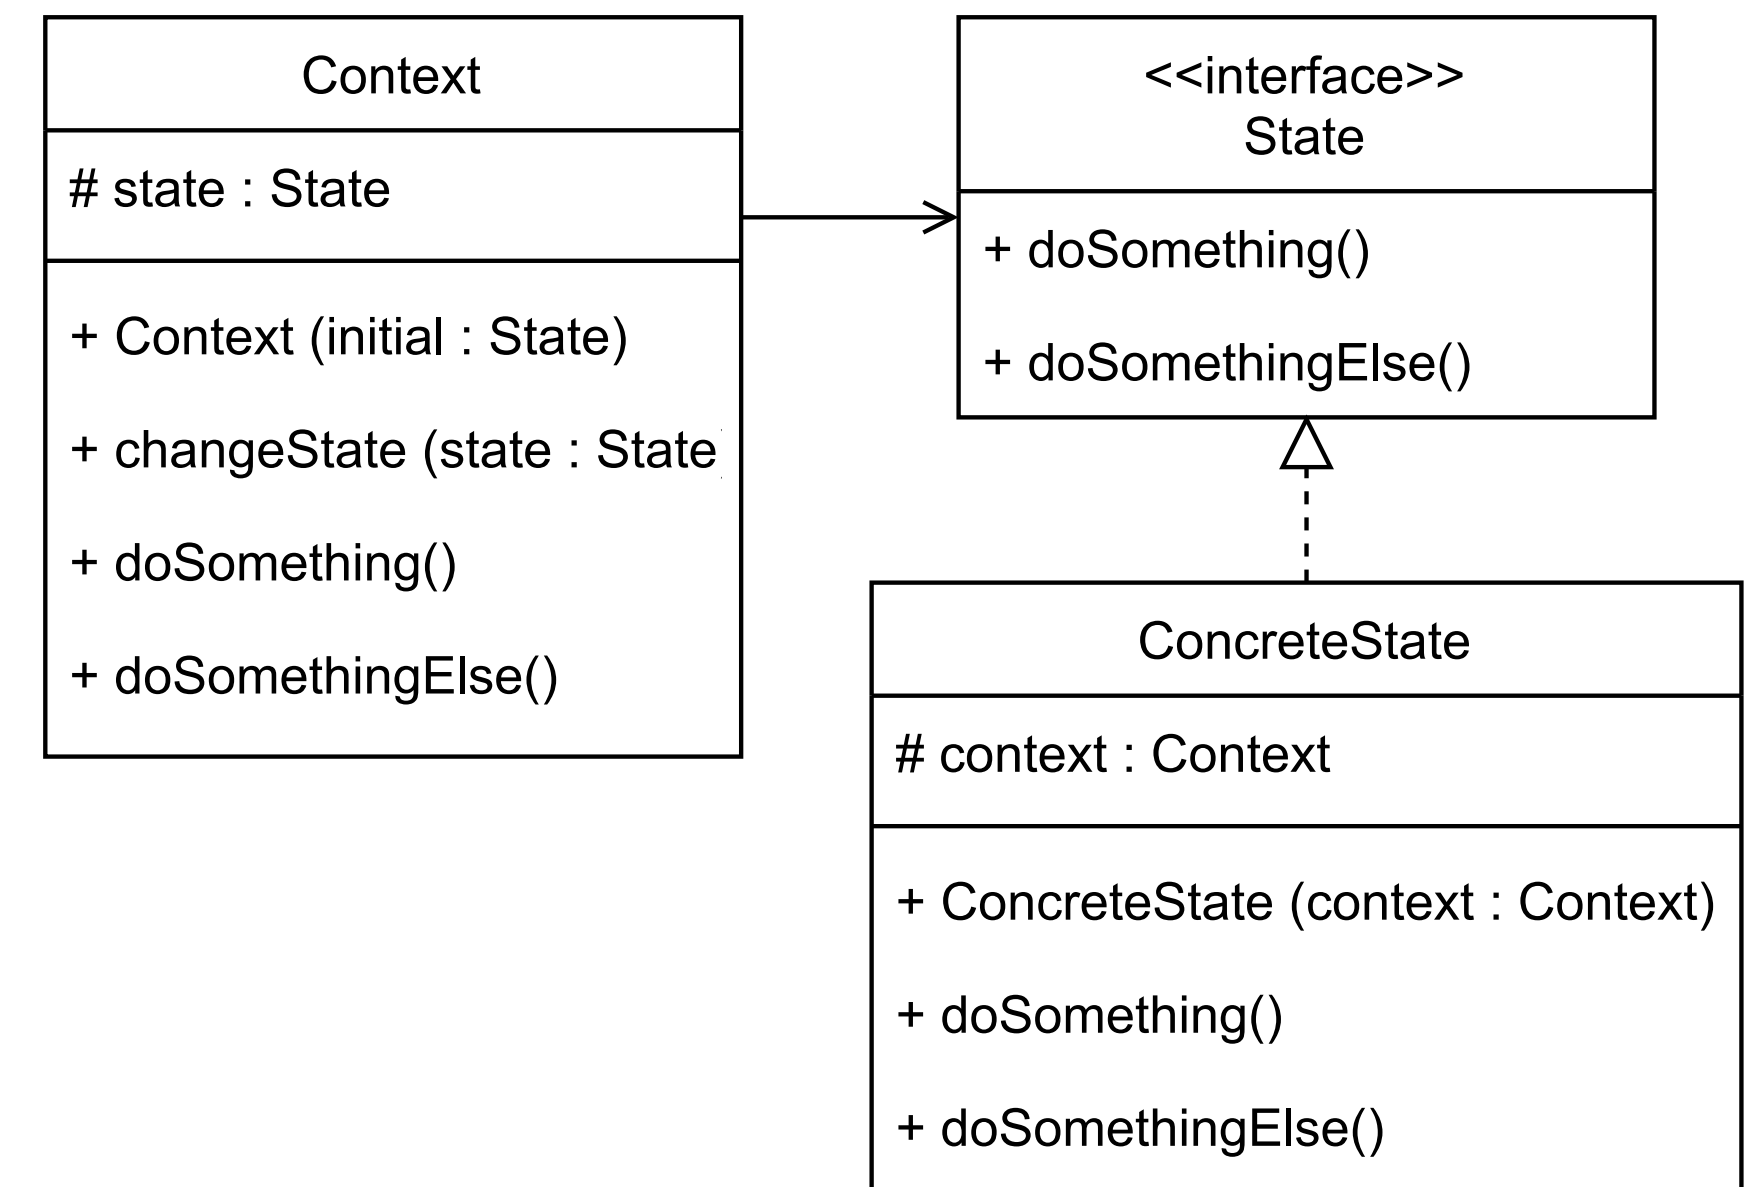 Context
# state : State
+ Context (initial : State)
+ changeState (state : State)
+ doSomething()
+ doSomethingElse()
<<interface>>
State
+ doSomething()
+ doSomethingElse()
ConcreteState
# context : Context
+ ConcreteState (context : Context)
+ doSomething()
+ doSomethingElse()